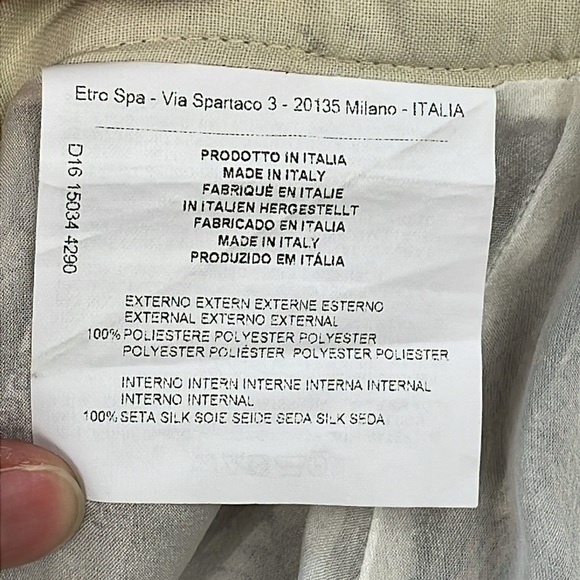 Etro Spa - Via Spartaco 3 - 20135 Milano - ITALIA
D16 15034 4290
PRODOTTO IN ITALIA
MADE IN ITALY
FABRIQUÉ EN ITALIE
IN ITALIEN HERGESTELLT
FABRICADO EN ITALIA
MADE IN ITALY
PRODUZIDO EM ITÁLIA
EXTERNO EXTERN EXTERNE ESTERNO
EXTERNAL EXTERNO EXTERNAL
100% POLIESTERE POLYESTER POLYESTER
POLYESTER POLIÉSTER POLYESTER POLIESTER
INTERNO INTERN INTERNE INTERNA INTERNAL
INTERNO INTERNAL
100% SETA SILK SOIE SEIDE SEDA SILK SEDA